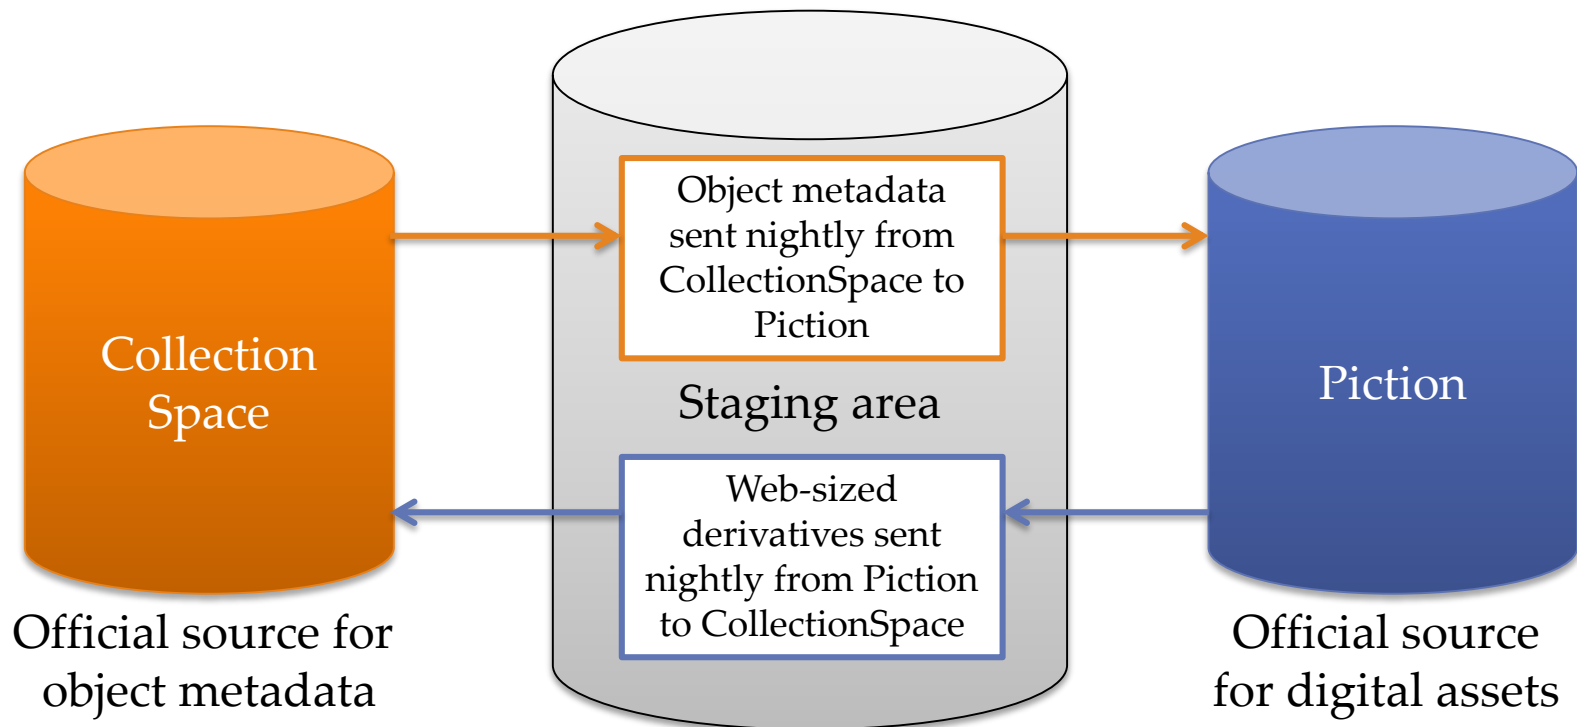 Collection
Space
Official source for
object metadata
Object metadata
sent nightly from
CollectionSpace to
Piction
Staging area
Web-sized
derivatives sent
nightly from Piction
to CollectionSpace
Piction
Official source
for digital assets